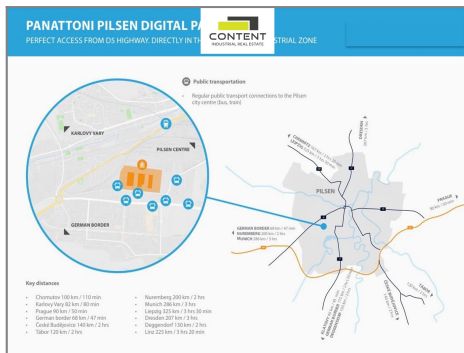 PANATTONI PILSEN DIGITAL PA
PERFECT ACCESS FROM D5 HIGHWAY. DIRECTLY IN TH
STRIAL ZONE
CONTENT
INDUSTRIAL REAL ESTATE
Public transportation
Regular public transport connections to the Pilsen
city centre (bus, train)
KARLOVY VARY
PILSEN CENTRE
GERMAN BORDER
PILSEN
CHEMNITZ
LEIPZIG
DRESDEN
PRAGUE
GERMAN BORDER 68 km / 47 min
NUREMBERG 200 km / 2 hrs
MUNICH 286 km / 3 hrs
TÁBOR
Key distances
Chomutov 100 km / 110 min
Karlovy Vary 82 km / 80 min
Prague 90 km / 50 min
German border 68 km / 47 min
České Budějovice 140 km / 2 hrs
Tábor 120 km / 2 hrs
Nuremberg 200 km / 2 hrs
Munich 286 km / 3 hrs
Liepzig 325 km / 3 hrs 30 min
Dresden 207 km / 3 hrs
Deggendorf 130 km / 2 hrs
Linz 225 km / 3 hrs 20 min